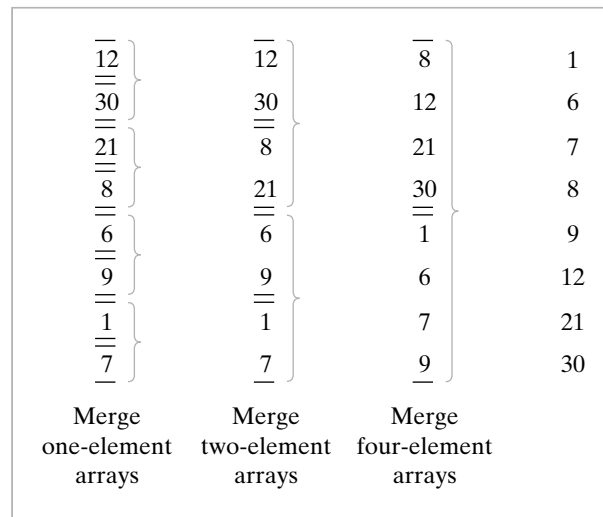 12 12 8 1
30 30 12 6
21 8 21 7
8 21 30 8
6 6 1 9
9 9 6 12
1 1 7 21
7 7 9 30
Merge Merge Merge
one-element two-element four-element
arrays arrays arrays